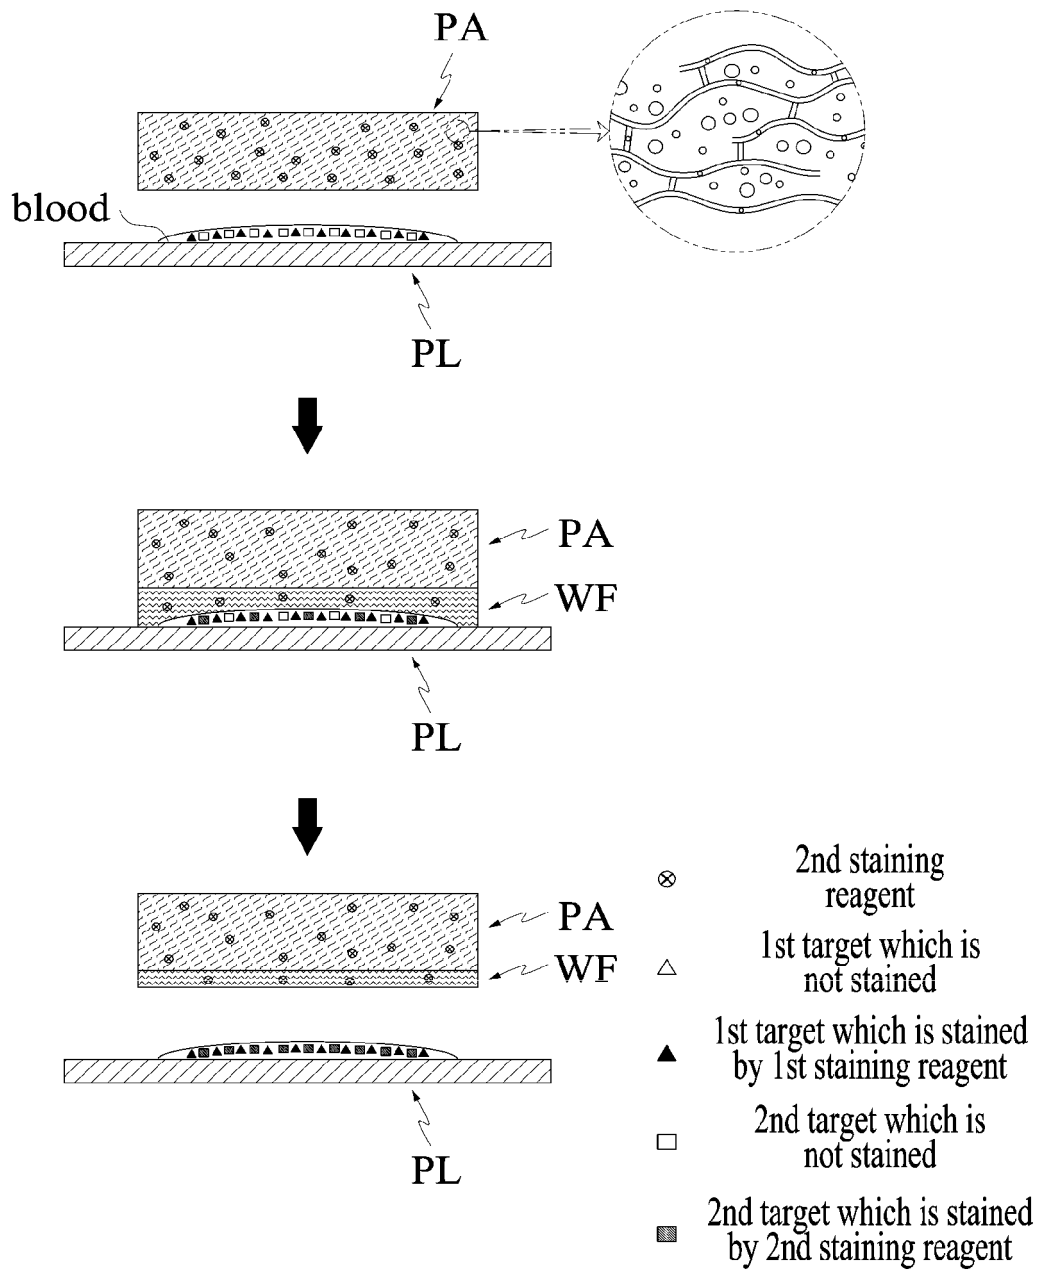 PA
blood
PL
PA
WF
PL
PA
WF
PL
2nd staining
reagent
1st target which is
not stained
1st target which is stained
by 1st staining reagent
2nd target which is
not stained
2nd target which is stained
by 2nd staining reagent